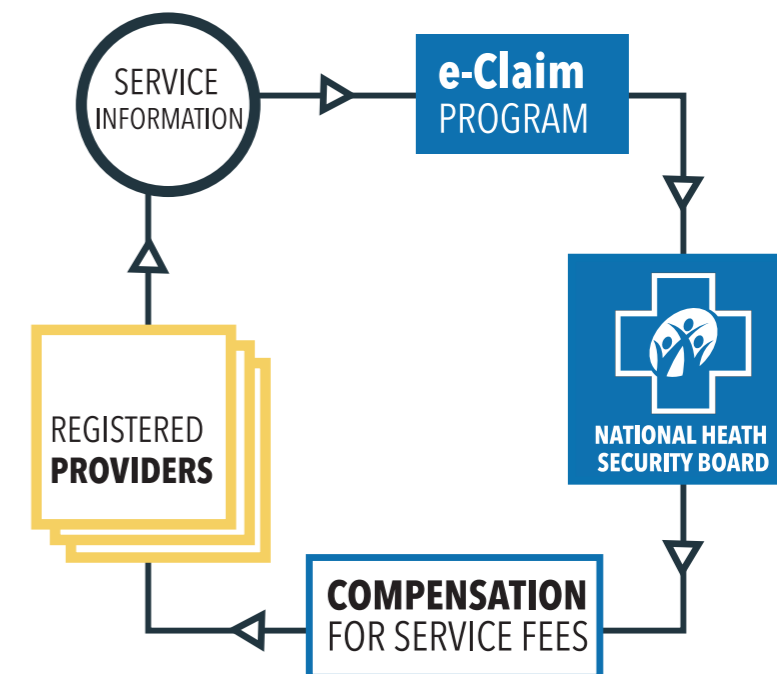 SERVICE
INFORMATION
e-Claim
PROGRAM
NATIONAL HEATH
SECURITY BOARD
COMPENSATION
FOR SERVICE FEES
REGISTERED
PROVIDERS